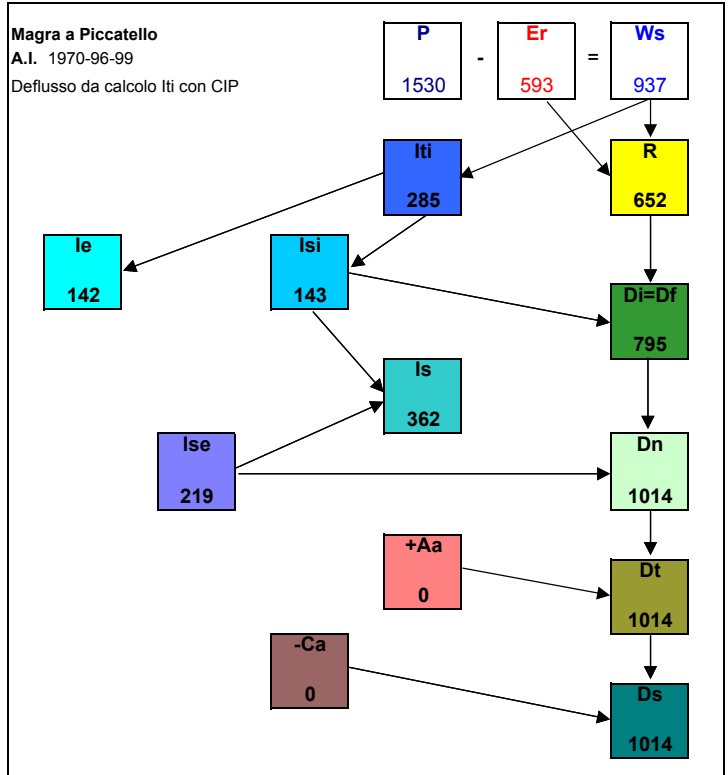 Magra a Piccatello
A.I. 1970-96-99
Deflusso da calcolo Iti con CIP
P
1530
-
Er
593
=
Ws
937
Iti
285
R
652
Ie
142
Isi
143
Di=Df
795
Is
362
Ise
219
Dn
1014
+Aa
0
Dt
1014
-Ca
0
Ds
1014